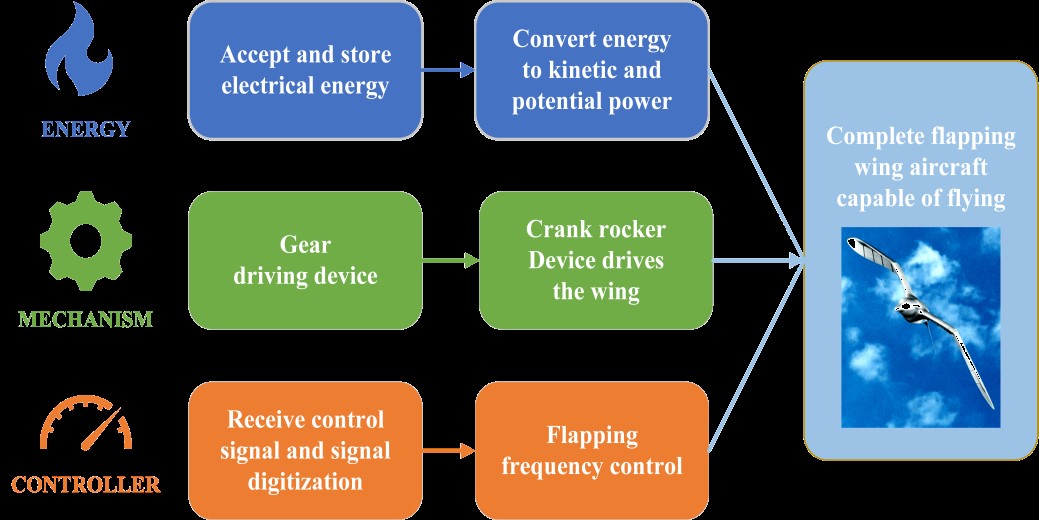 ENERGY
Accept and store
electrical energy
Convert energy
to kinetic and
potential power
MECHANISM
Gear
driving device
Crank rocker
Device drives
the wing
CONTROLLER
Receive control
signal and signal
digitization
Flapping
frequency control
Complete flapping
wing aircraft
capable of flying